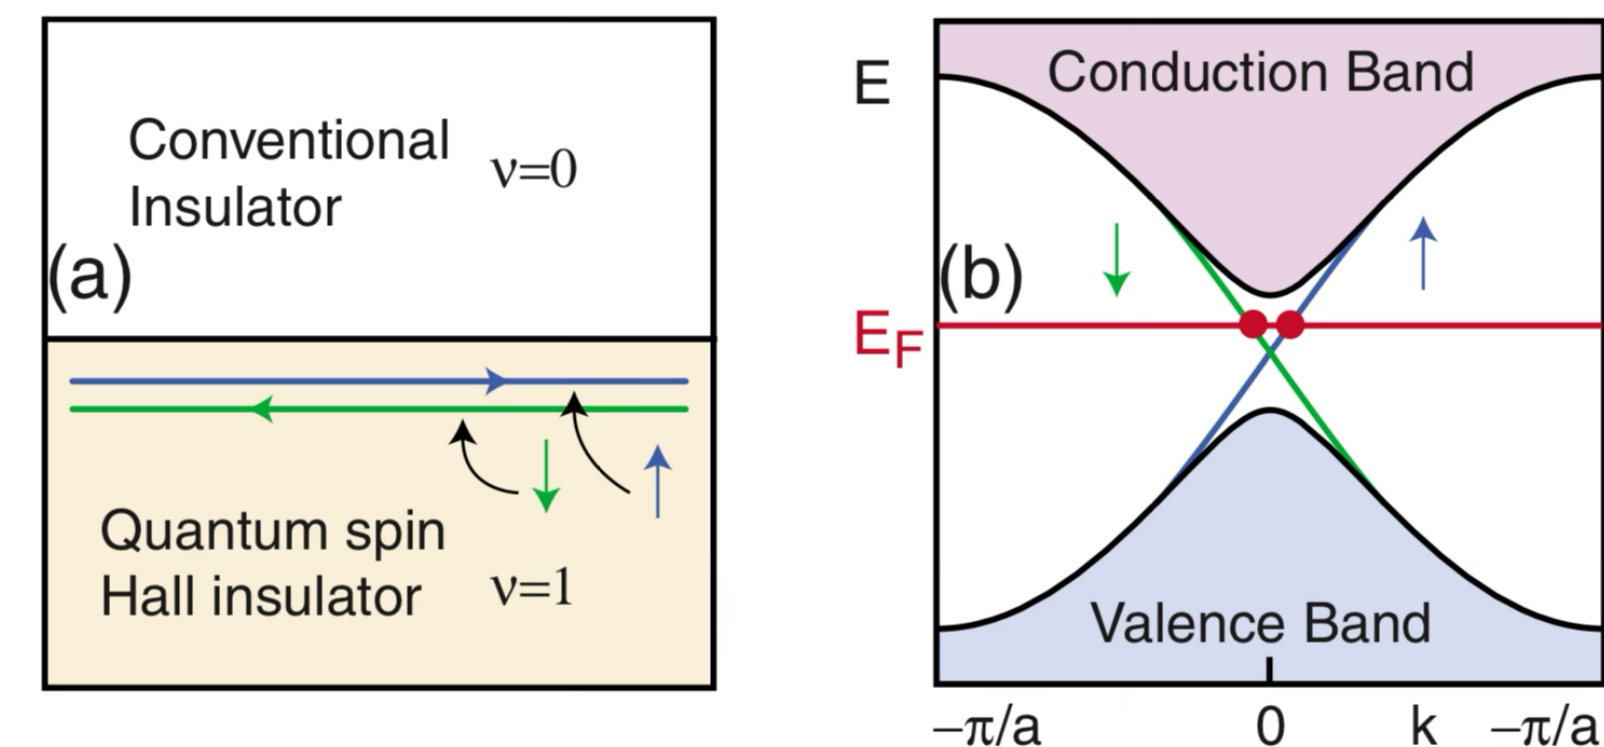 Conventional
Insulator ν=0
(a)
Quantum spin
Hall insulator ν=1
E
Conduction Band
(b)
E_F
Valence Band
–π/a 0 k –π/a